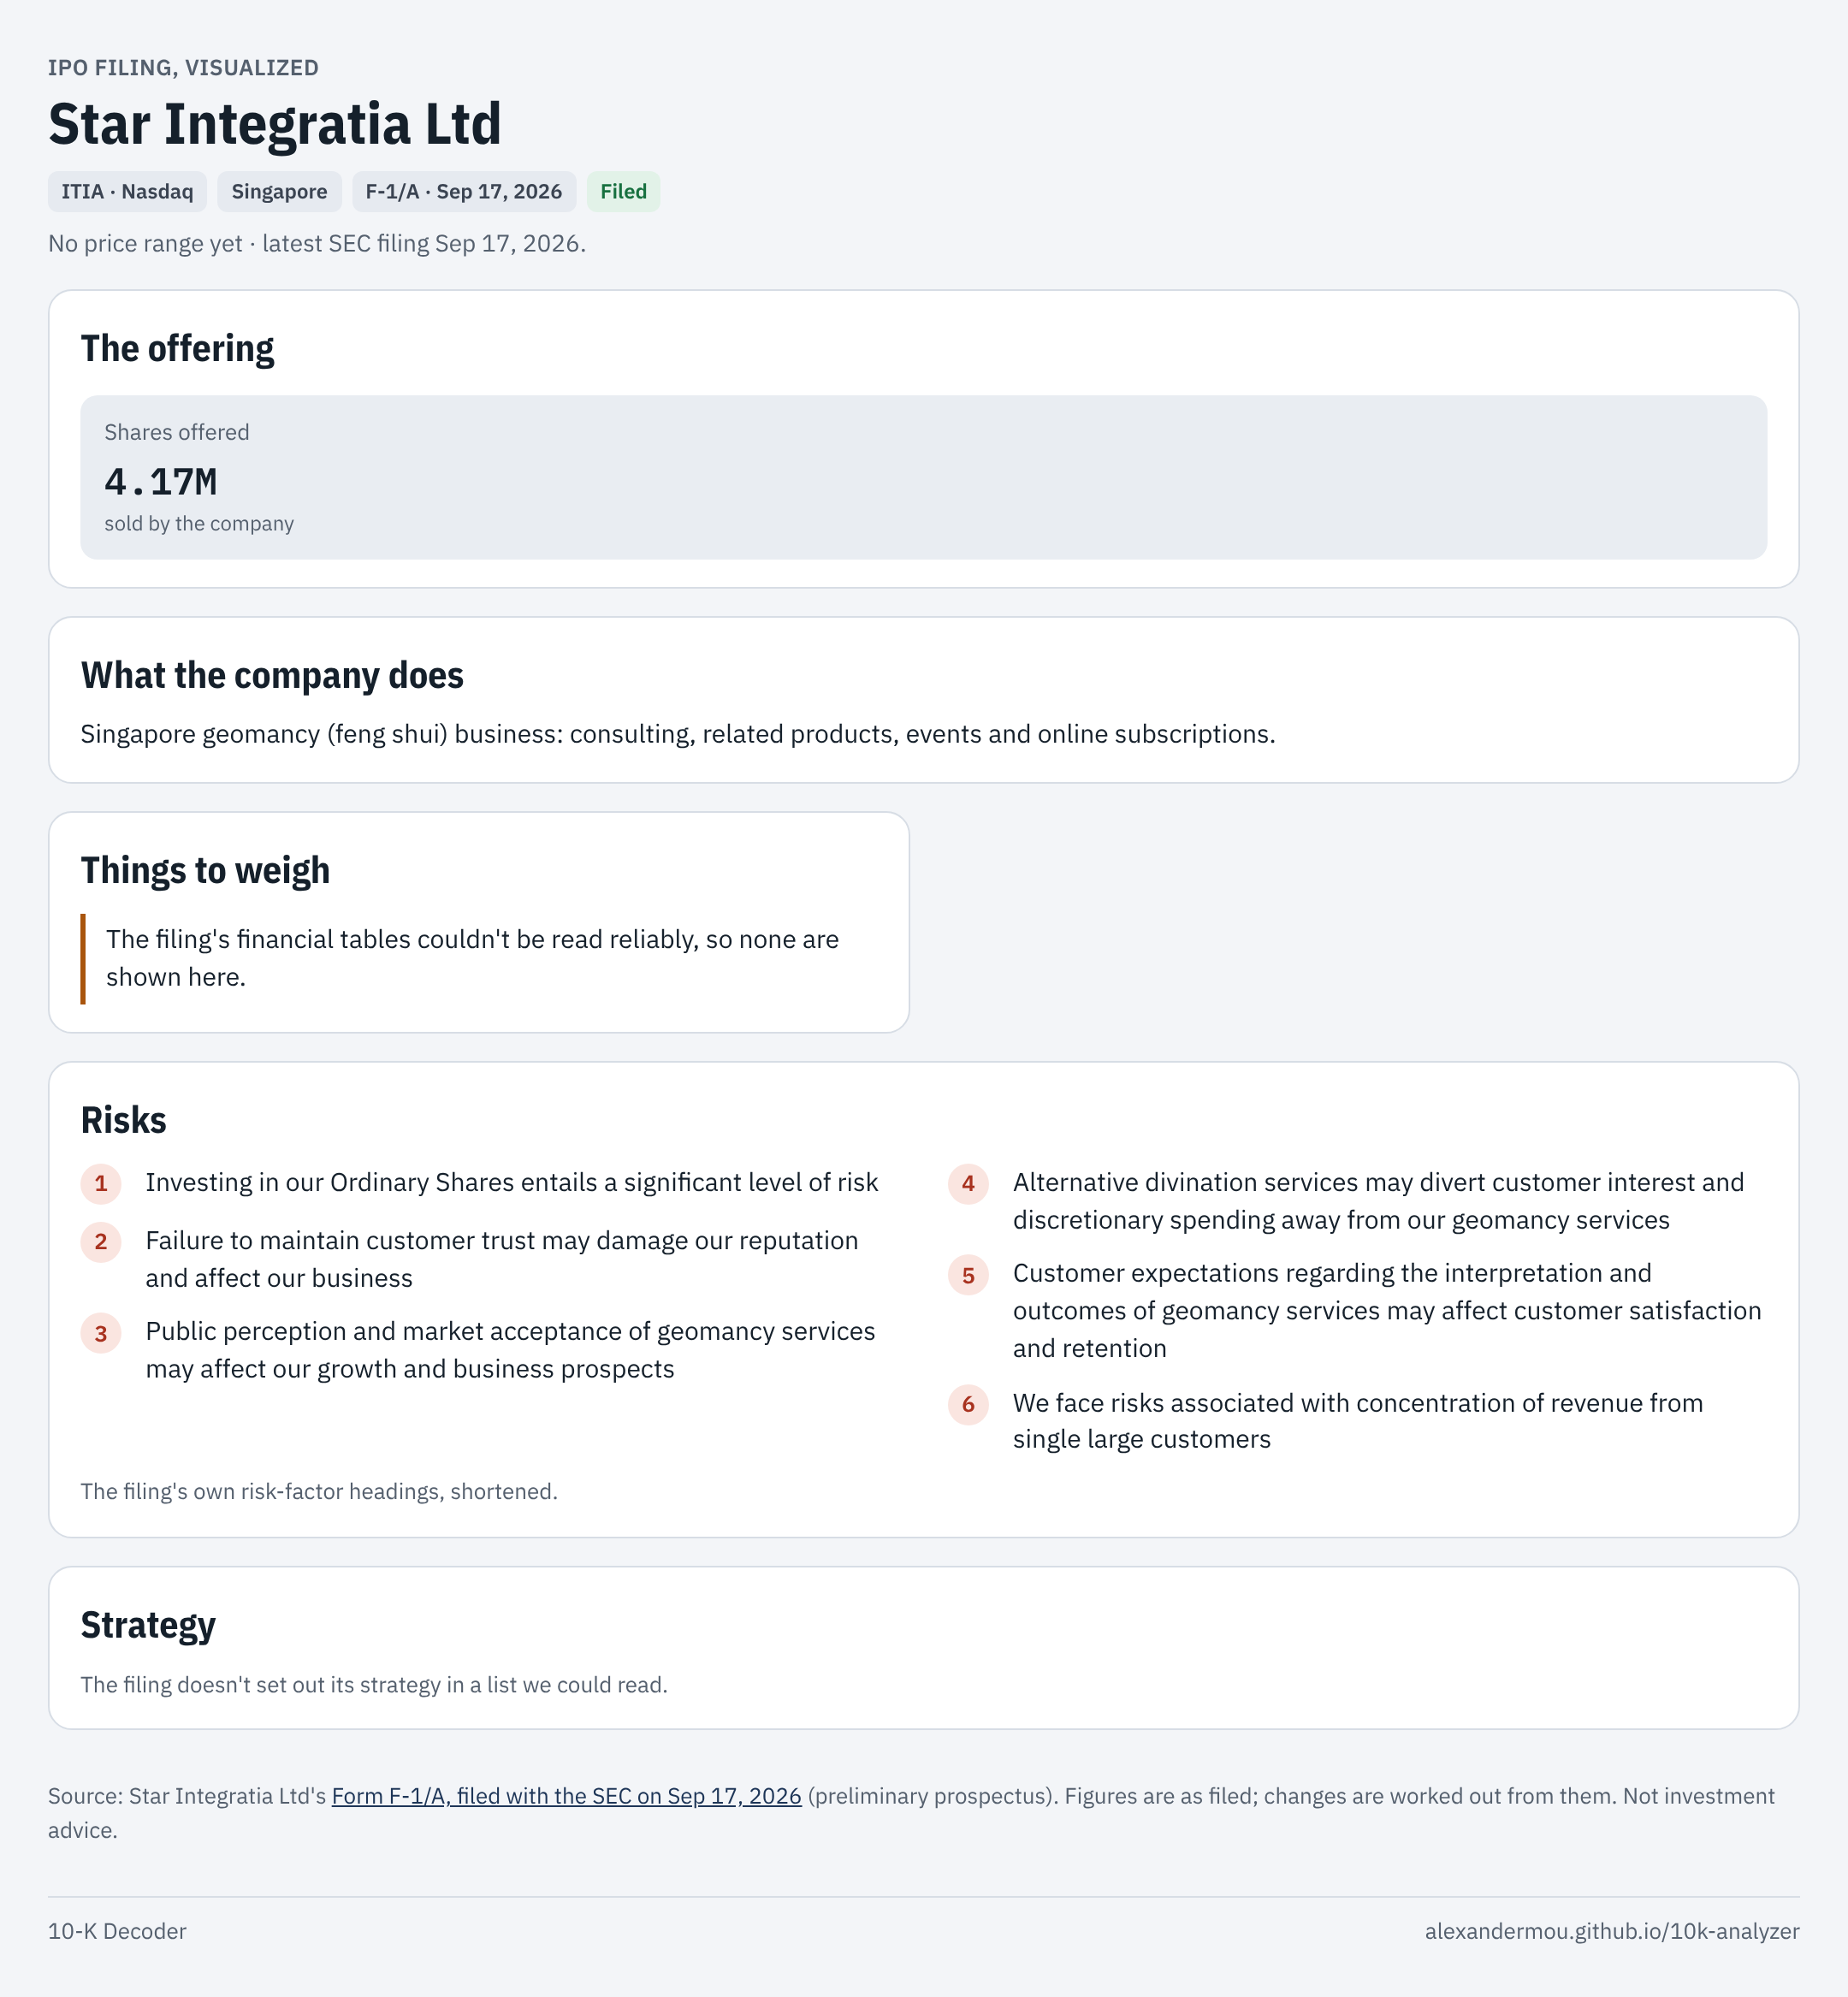 IPO FILING, VISUALIZED
Star Integratia Ltd
ITIA · Nasdaq
Singapore
F-1/A · Sep 17, 2026
Filed
No price range yet · latest SEC filing Sep 17, 2026.
The offering
Shares offered
4.17M
sold by the company
What the company does
Singapore geomancy (feng shui) business: consulting, related products, events and online subscriptions.
Things to weigh
The filing's financial tables couldn't be read reliably, so none are
shown here.
Risks
1 Investing in our Ordinary Shares entails a significant level of risk
2 Failure to maintain customer trust may damage our reputation
and affect our business
3 Public perception and market acceptance of geomancy services
may affect our growth and business prospects
4 Alternative divination services may divert customer interest and
discretionary spending away from our geomancy services
5 Customer expectations regarding the interpretation and
outcomes of geomancy services may affect customer satisfaction
and retention
6 We face risks associated with concentration of revenue from
single large customers
The filing's own risk-factor headings, shortened.
Strategy
The filing doesn't set out its strategy in a list we could read.
Source: Star Integratia Ltd's Form F-1/A, filed with the SEC on Sep 17, 2026 (preliminary prospectus). Figures are as filed; changes are worked out from them. Not investment
advice.
10-K Decoder
alexandermou.github.io/10k-analyzer